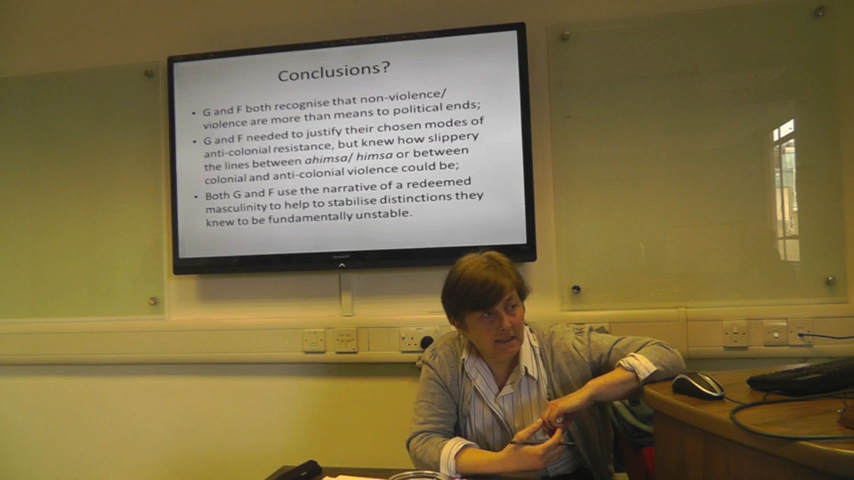 Conclusions?
• G and F both recognise that non-violence/
violence are more than means to political ends;
• G and F needed to justify their chosen modes of
anti-colonial resistance, but knew how slippery
the lines between ahimsa/ himsa or between
colonial and anti-colonial violence could be;
• Both G and F use the narrative of a redeemed
masculinity to help to stabilise distinctions they
knew to be fundamentally unstable.